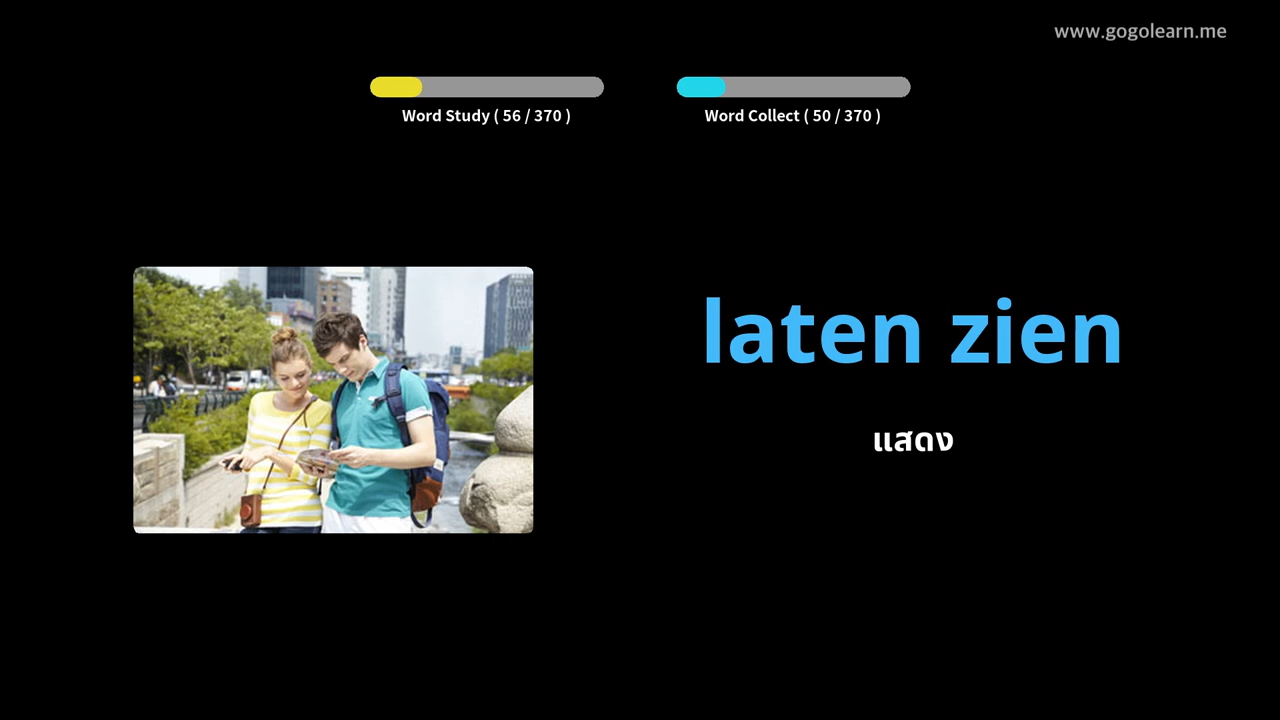 www.gogolearn.me
Word Study ( 56 / 370 )
Word Collect ( 50 / 370 )
laten zien
แสดง